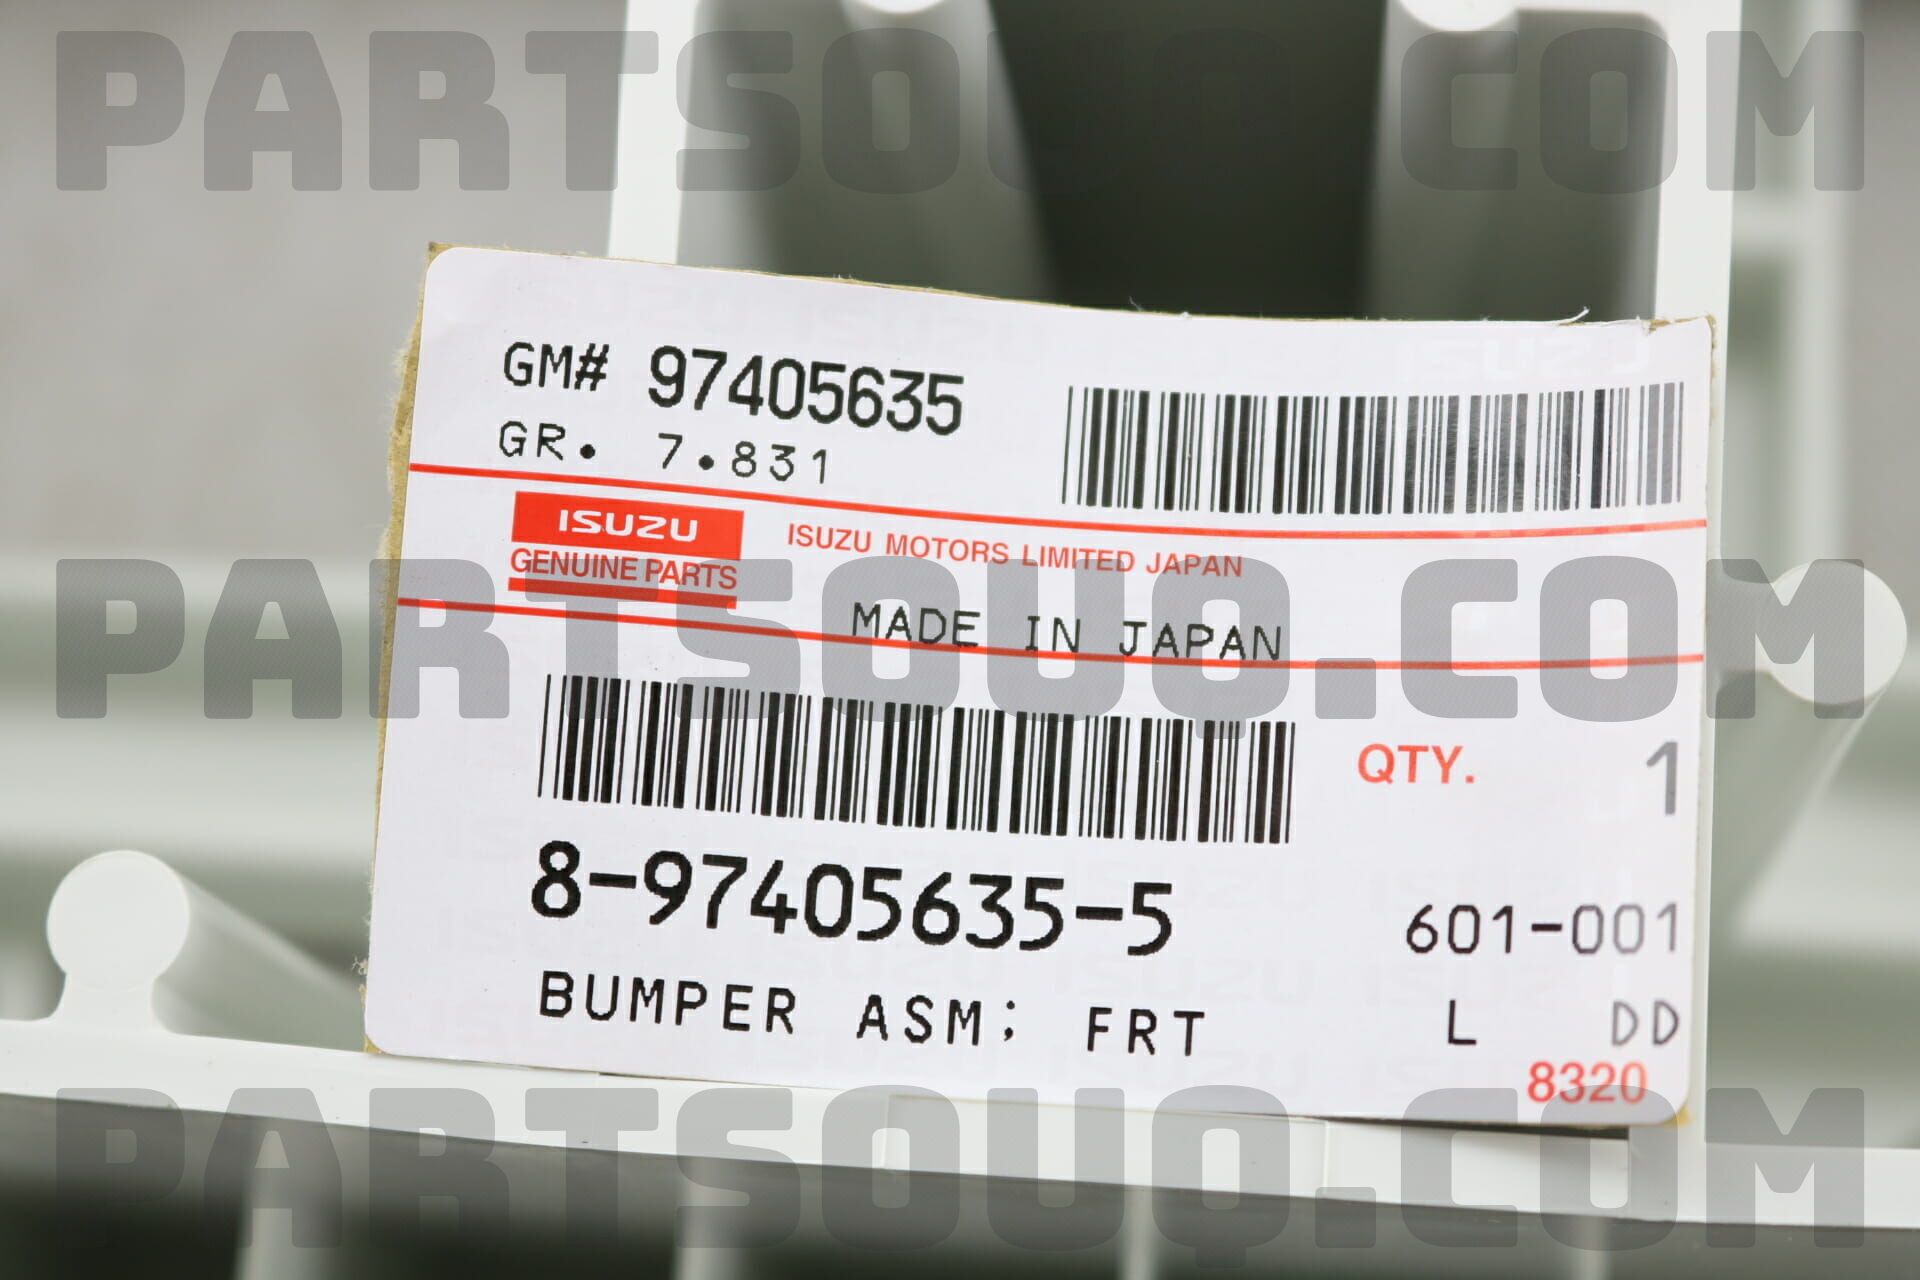 PARTSOUQ.COM
GM# 97405635
GR. 7.831
ISUZU
GENUINE PARTS
ISUZU MOTORS LIMITED JAPAN
MADE IN JAPAN
PARTSOUQ.COM
QTY. 1
8-97405635-5
601-001
BUMPER ASM; FRT
L DD
8320
PARTSOUQ.COM